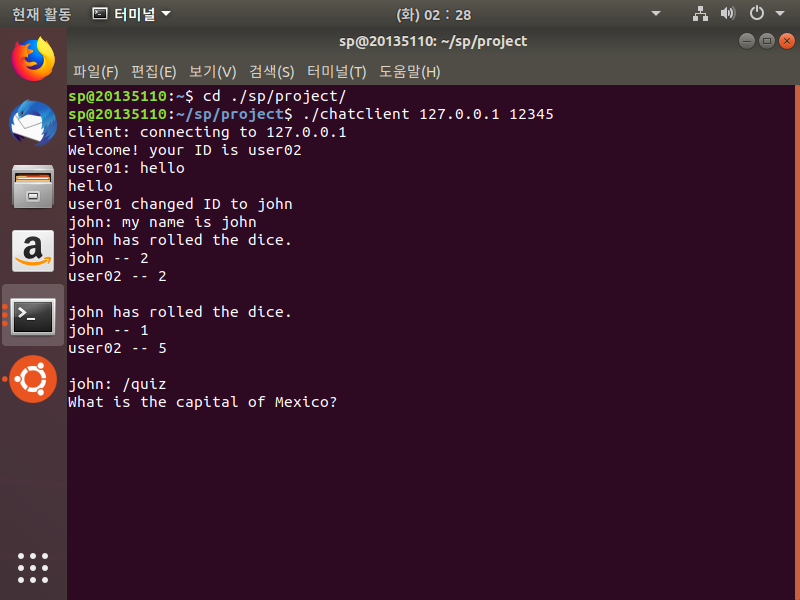 현재 활동 터미널 (화) 02 : 28
sp@20135110: ~/sp/project
파일(F) 편집(E) 보기(V) 검색(S) 터미널(T) 도움말(H)
sp@20135110:~$ cd ./sp/project/
sp@20135110:~/sp/project$ ./chatclient 127.0.0.1 12345
client: connecting to 127.0.0.1
Welcome! your ID is user02
user01: hello
hello
user01 changed ID to john
john: my name is john
john has rolled the dice.
john -- 2
user02 -- 2
john has rolled the dice.
john -- 1
user02 -- 5
john: /quiz
What is the capital of Mexico?